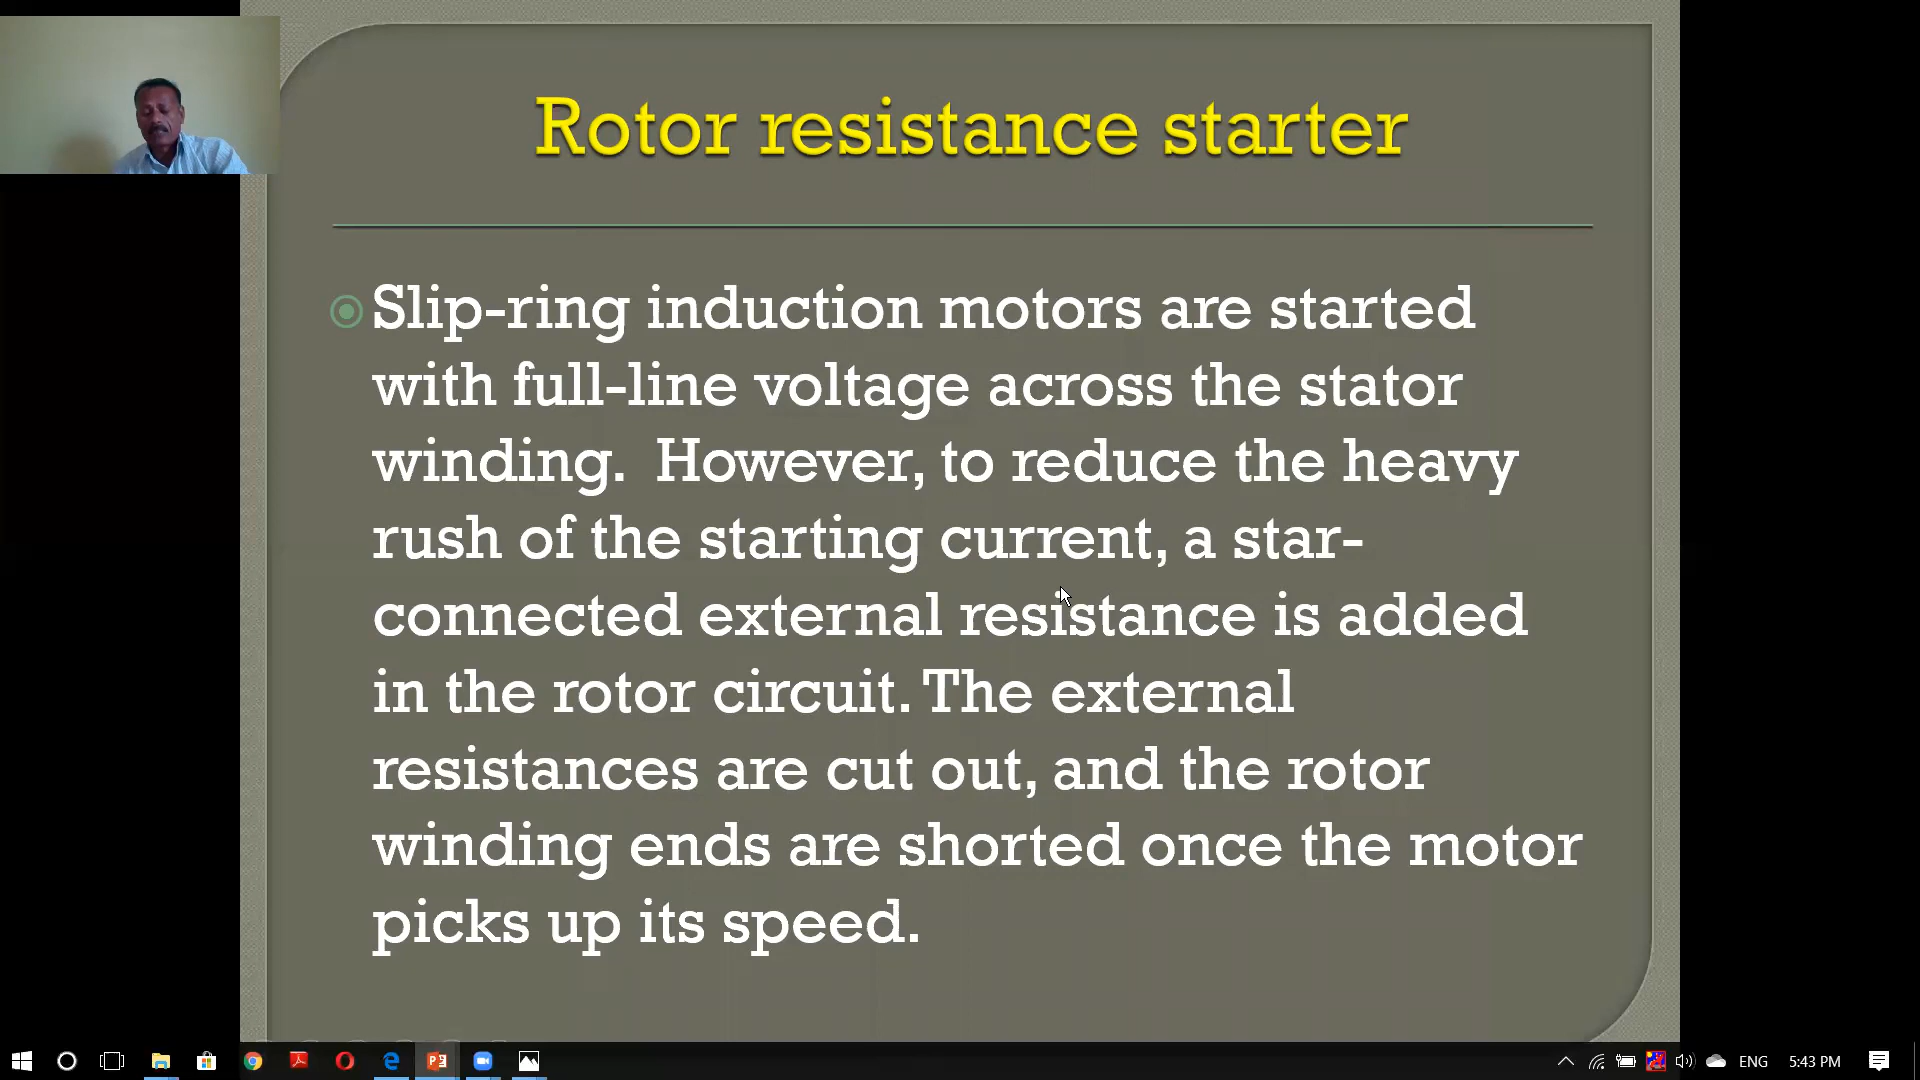 Rotor resistance starter
Slip-ring induction motors are started
with full-line voltage across the stator
winding.  However, to reduce the heavy
rush of the starting current, a star-
connected external resistance is added
in the rotor circuit. The external
resistances are cut out, and the rotor
winding ends are shorted once the motor
picks up its speed.
ENG
5:43 PM